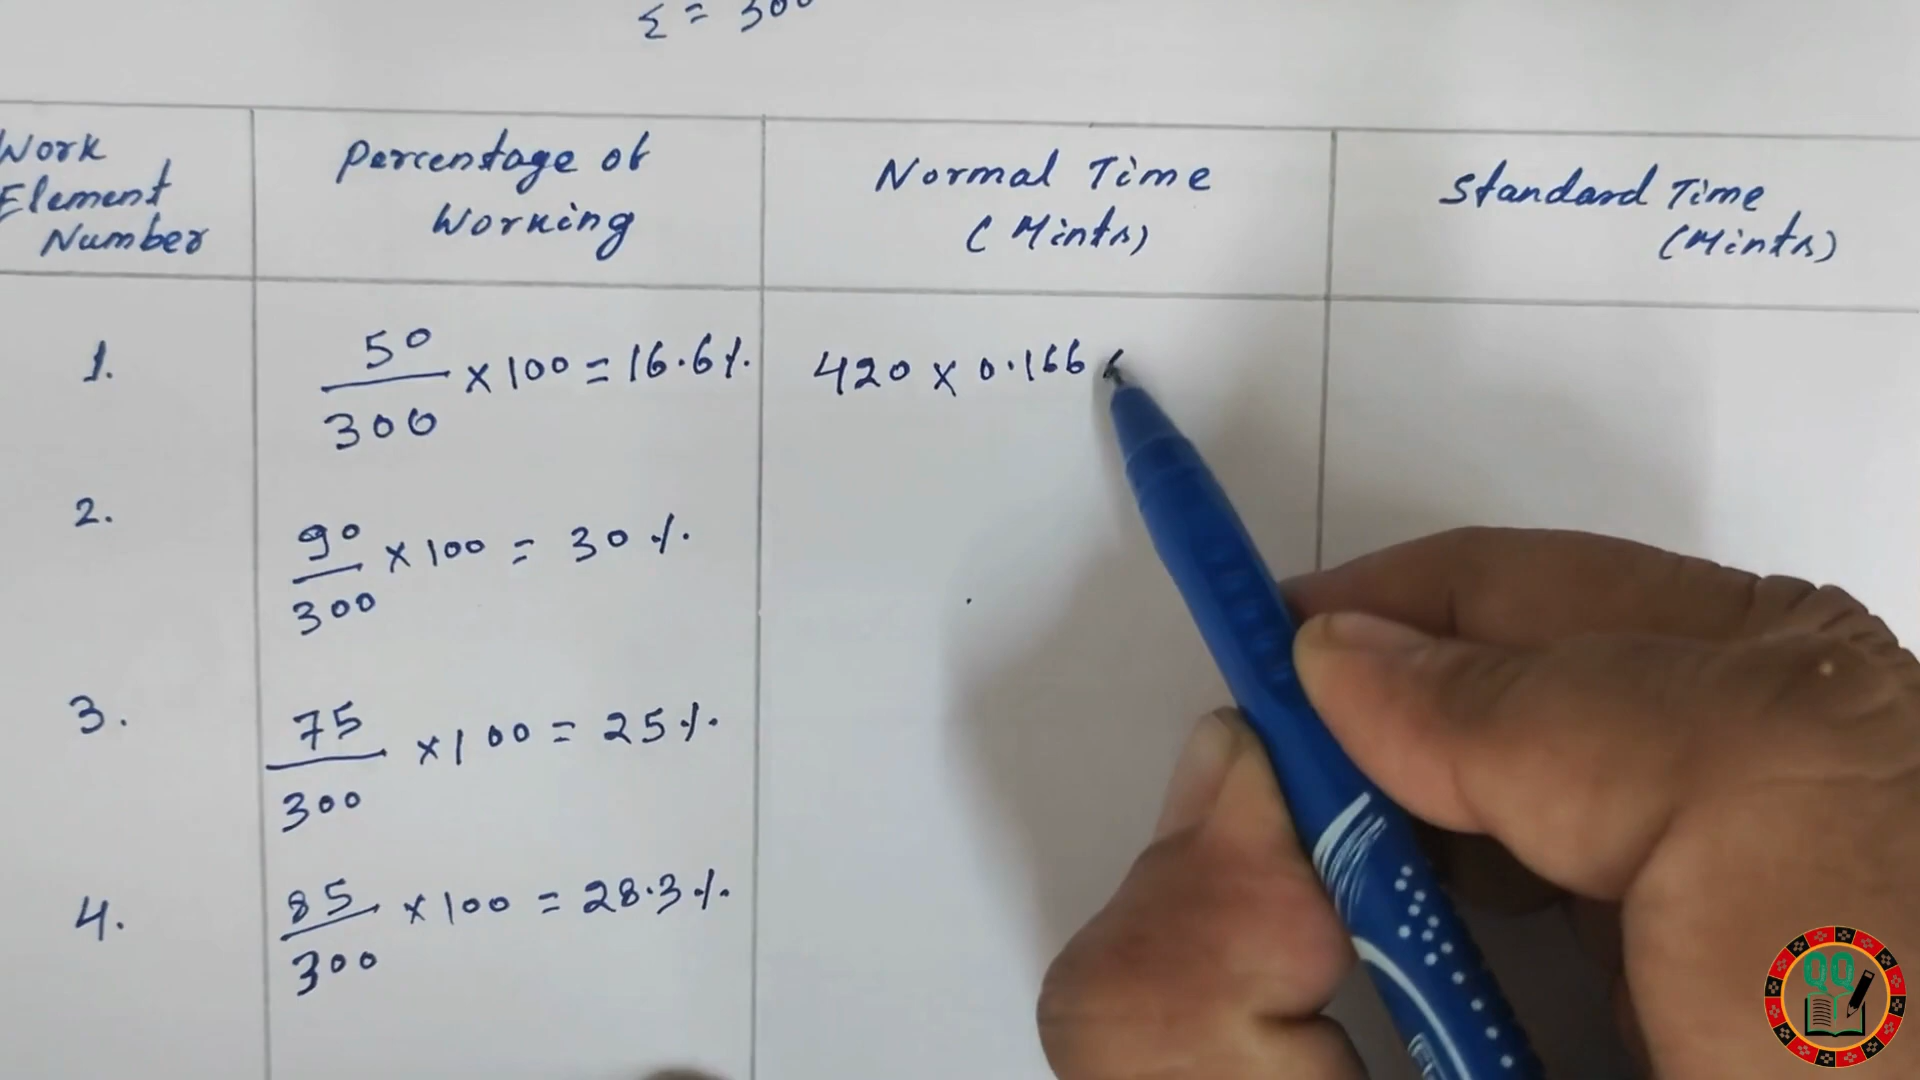 Σ = 300
Work
Element
Number
Percentage of
Working
Normal Time
(Mints)
Standard Time
(Mints)
1.
50
300
×100 = 16.6%.
420 × 0.166
2.
90
300
×100 = 30%.
3.
75
300
×100 = 25%.
4.
85
300
×100 = 28.3%.
QQ